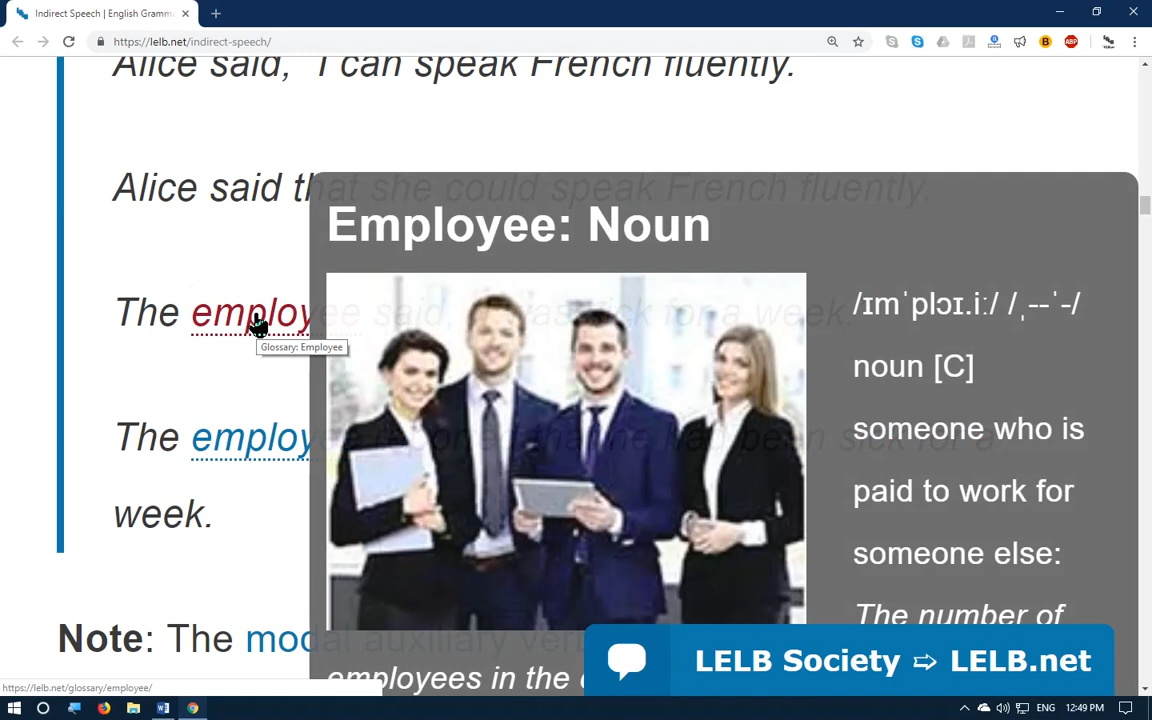 Indirect Speech | English Gramma
https://lelb.net/indirect-speech/
Alice said, "I can speak French fluently.
Alice said that she could speak French fluently.
Employee: Noun
The employee said, I was sick for a week.
/ɪmˈplɔɪ.iː/ /ˌ--ˈ-/
Glossary: Employee
noun [C]
someone who is
The employee reported that he had been sick for a
paid to work for
week.
someone else:
The number of
Note: The modal auxiliary verb
LELB Society ⇨ LELB.net
employees in the
https://lelb.net/glossary/employee/
B
ABP
ENG
12:49 PM